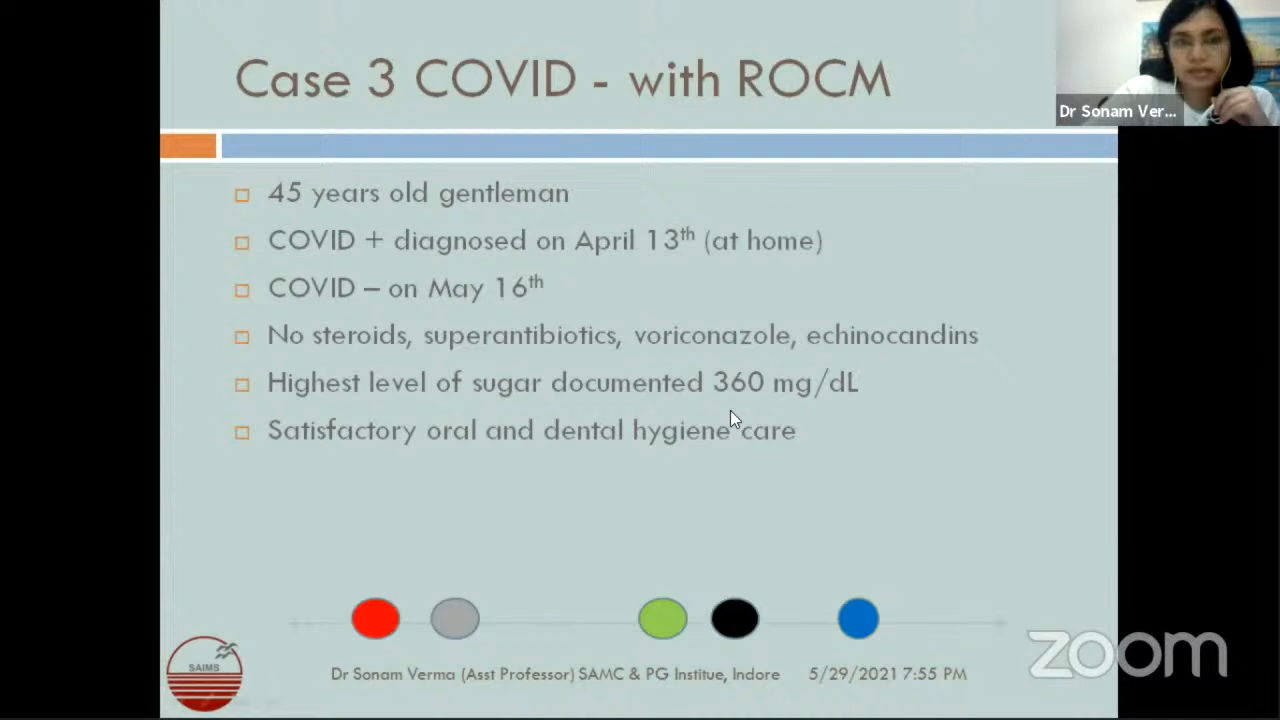 Case 3 COVID - with ROCM
Dr Sonam Ver...
45 years old gentleman
COVID + diagnosed on April 13th (at home)
COVID – on May 16th
No steroids, superantibiotics, voriconazole, echinocandins
Highest level of sugar documented 360 mg/dL
Satisfactory oral and dental hygiene care
SAIMS
Dr Sonam Verma (Asst Professor) SAMC & PG Institue, Indore 5/29/2021 7:55 PM
zoom